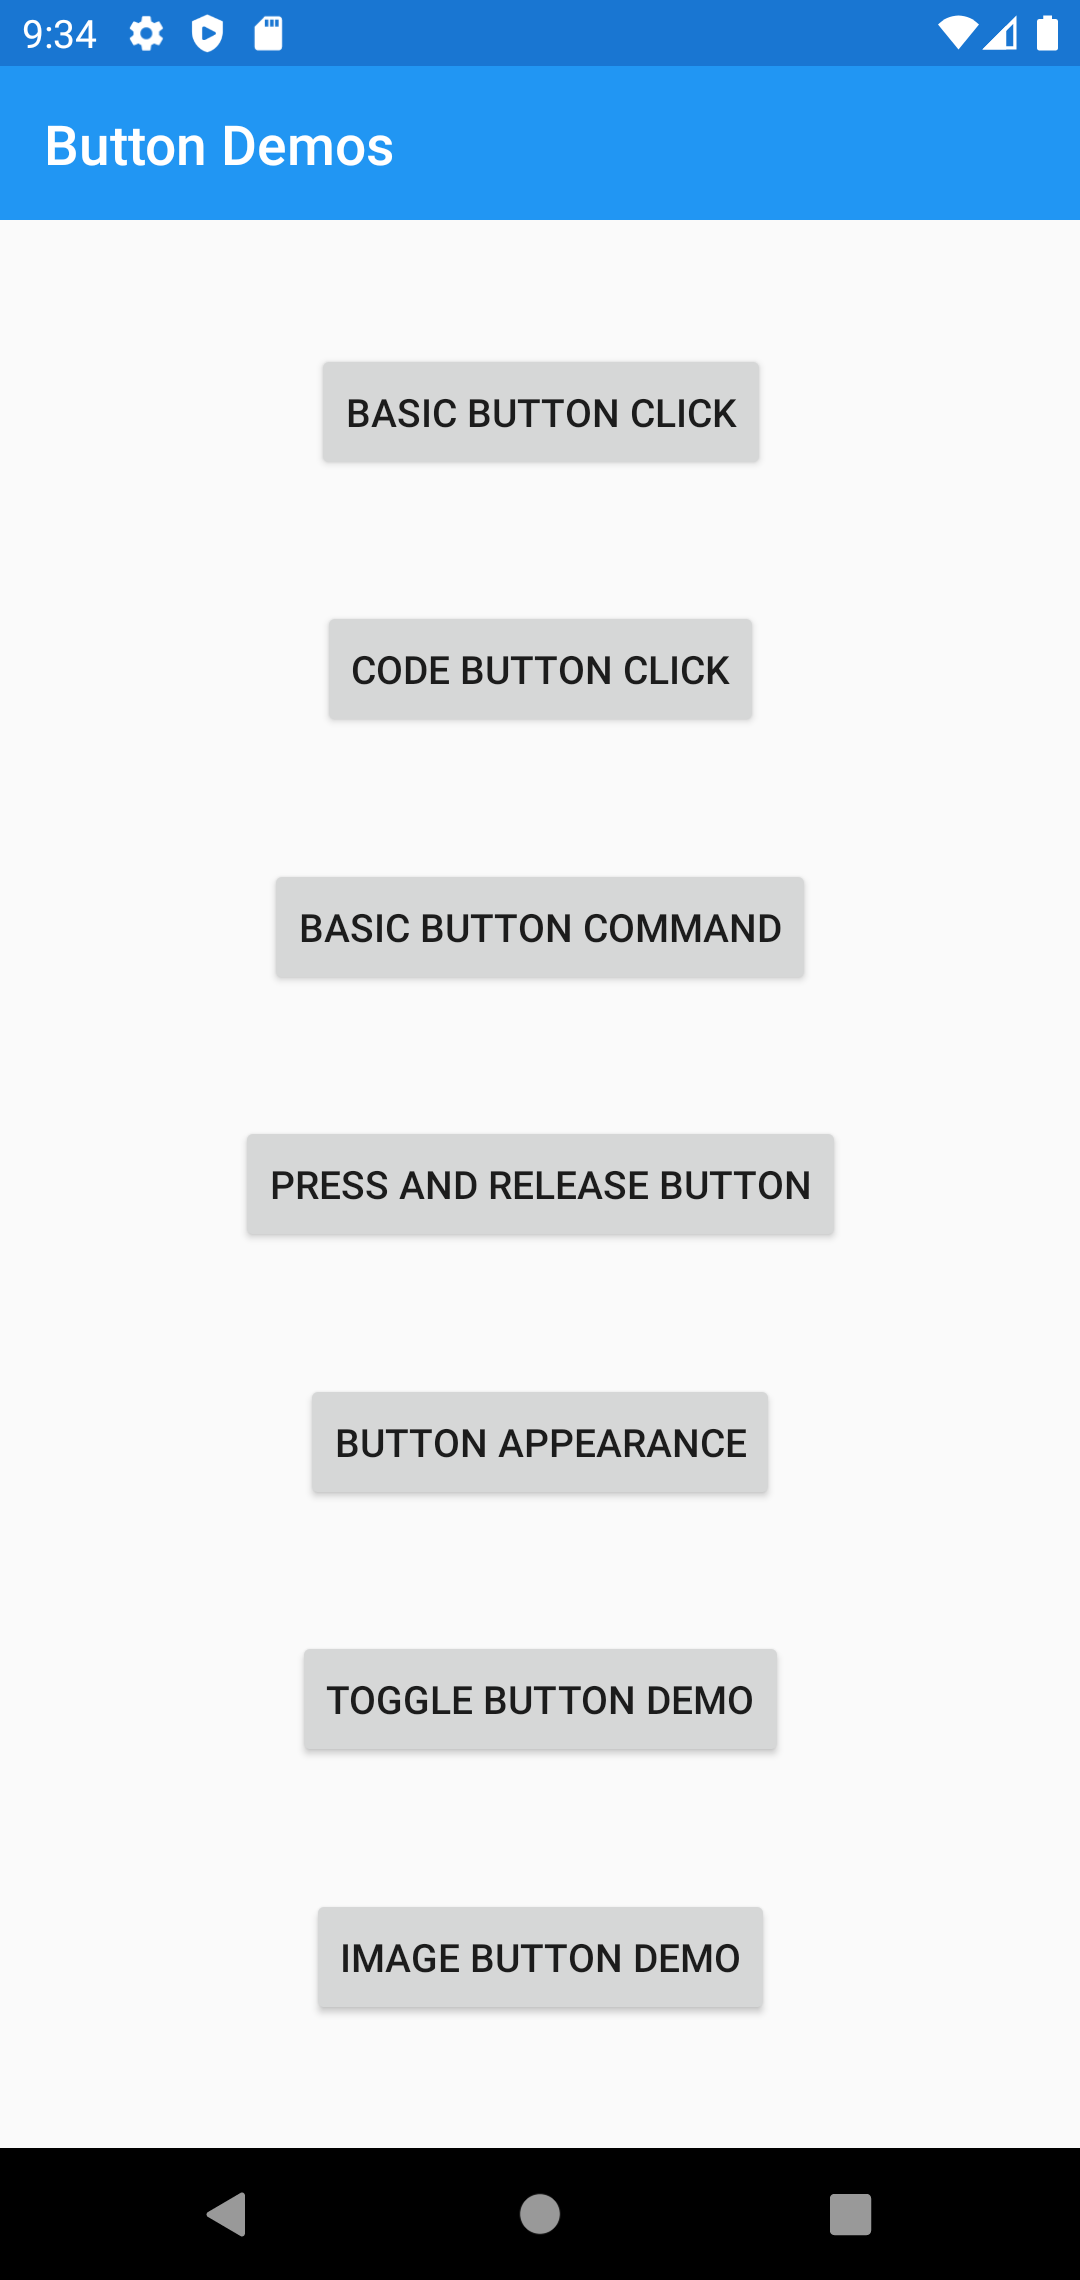 9:34
Button Demos
BASIC BUTTON CLICK
CODE BUTTON CLICK
BASIC BUTTON COMMAND
PRESS AND RELEASE BUTTON
BUTTON APPEARANCE
TOGGLE BUTTON DEMO
IMAGE BUTTON DEMO